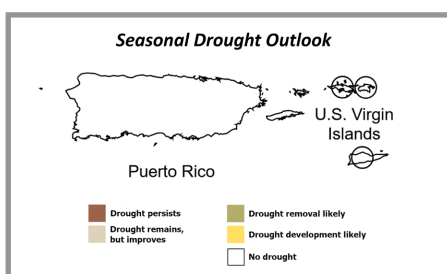 Seasonal Drought Outlook
U.S. Virgin
Islands
Puerto Rico
Drought persists
Drought remains,
but improves
Drought removal likely
Drought development likely
No drought